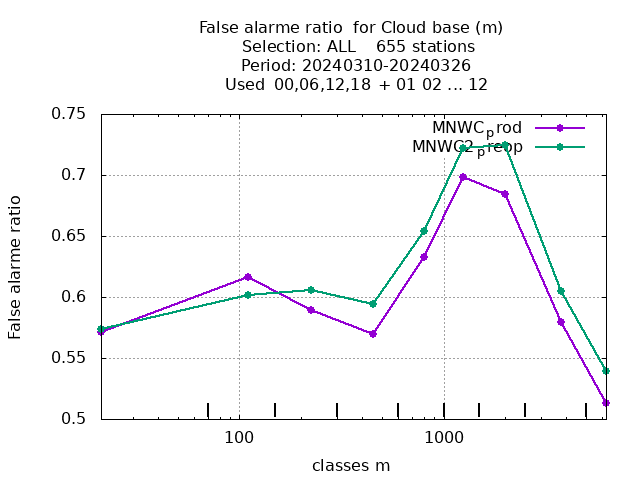 False alarme ratio  for Cloud base (m)
Selection: ALL    655 stations
Period: 20240310-20240326
Used  00,06,12,18 + 01 02 ... 12
0.75
0.7
0.65
0.6
0.55
0.5
False alarme ratio
MNWC_prod
MNWC2_preop
100
1000
classes m